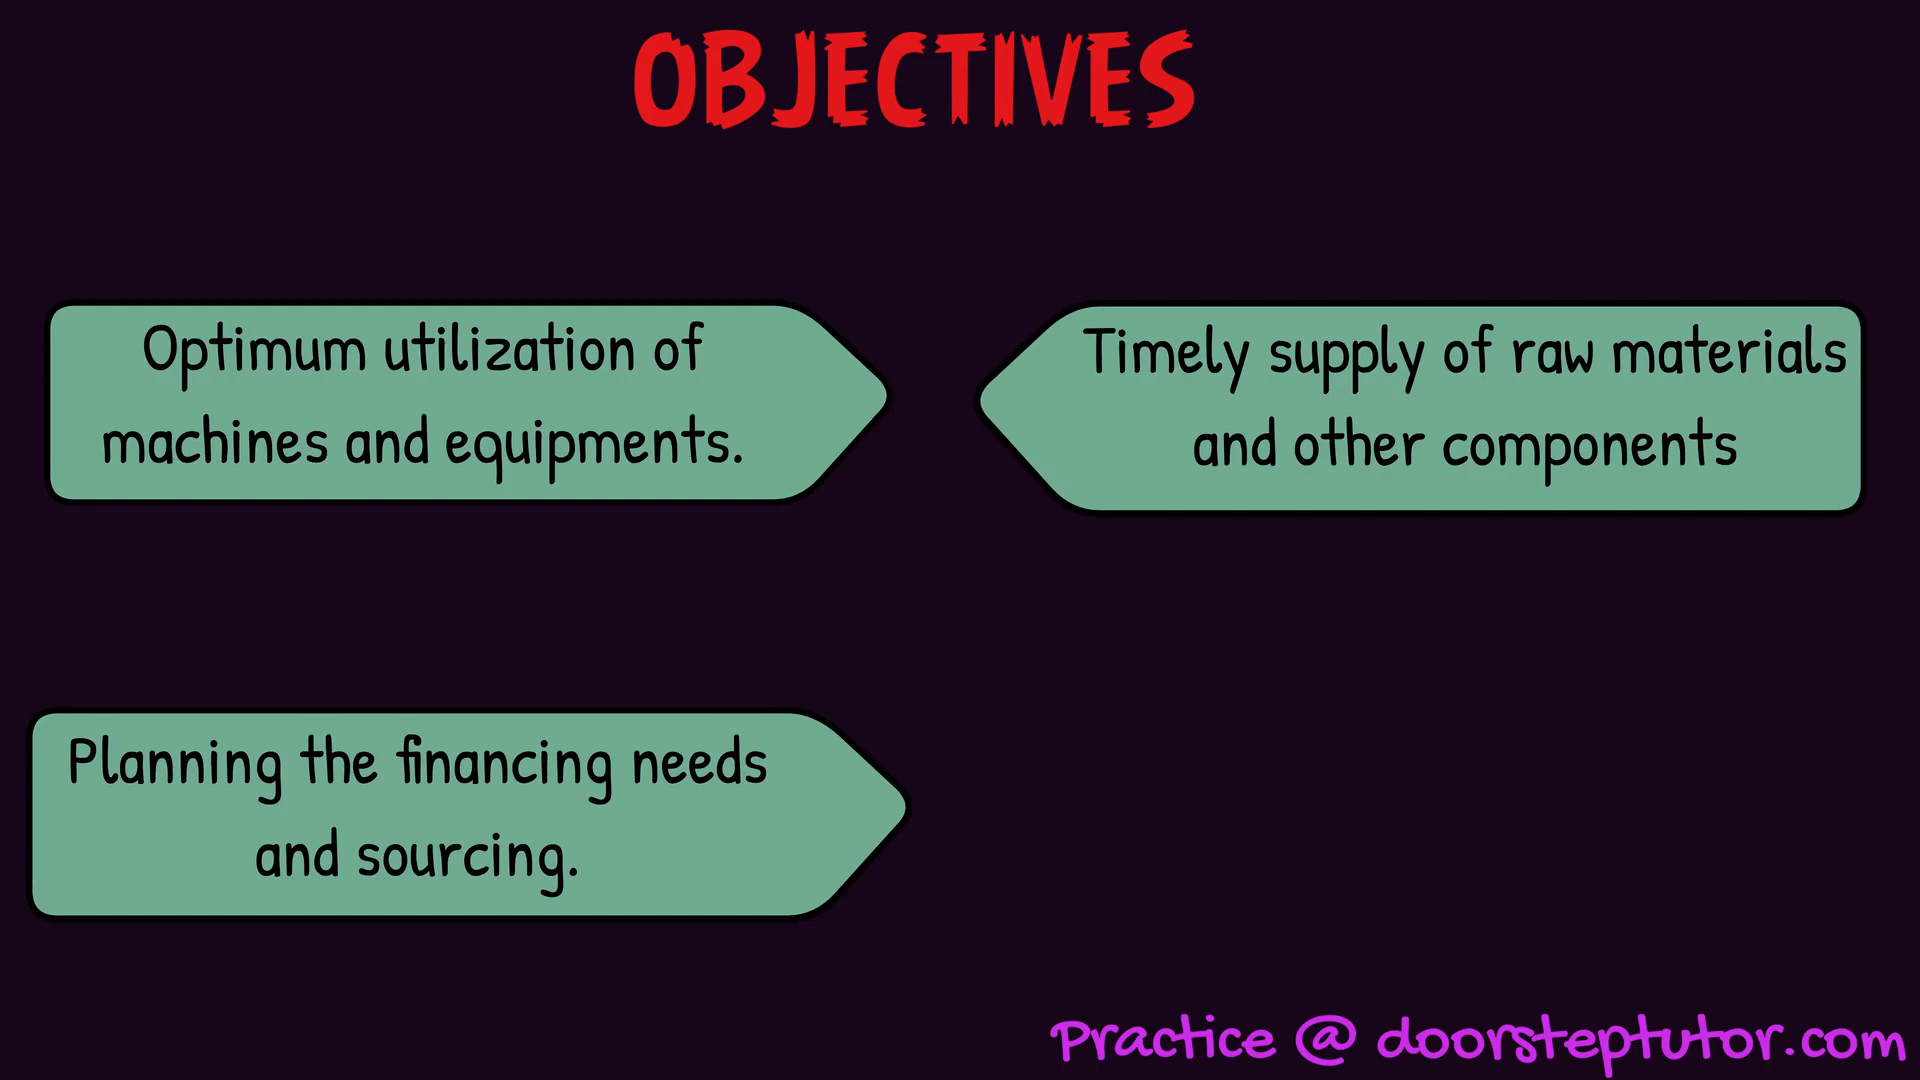 OBJECTIVES
Optimum utilization of
machines and equipments.
Timely supply of raw materials
and other components
Planning the financing needs
and sourcing.
Practice @ doorsteptutor.com